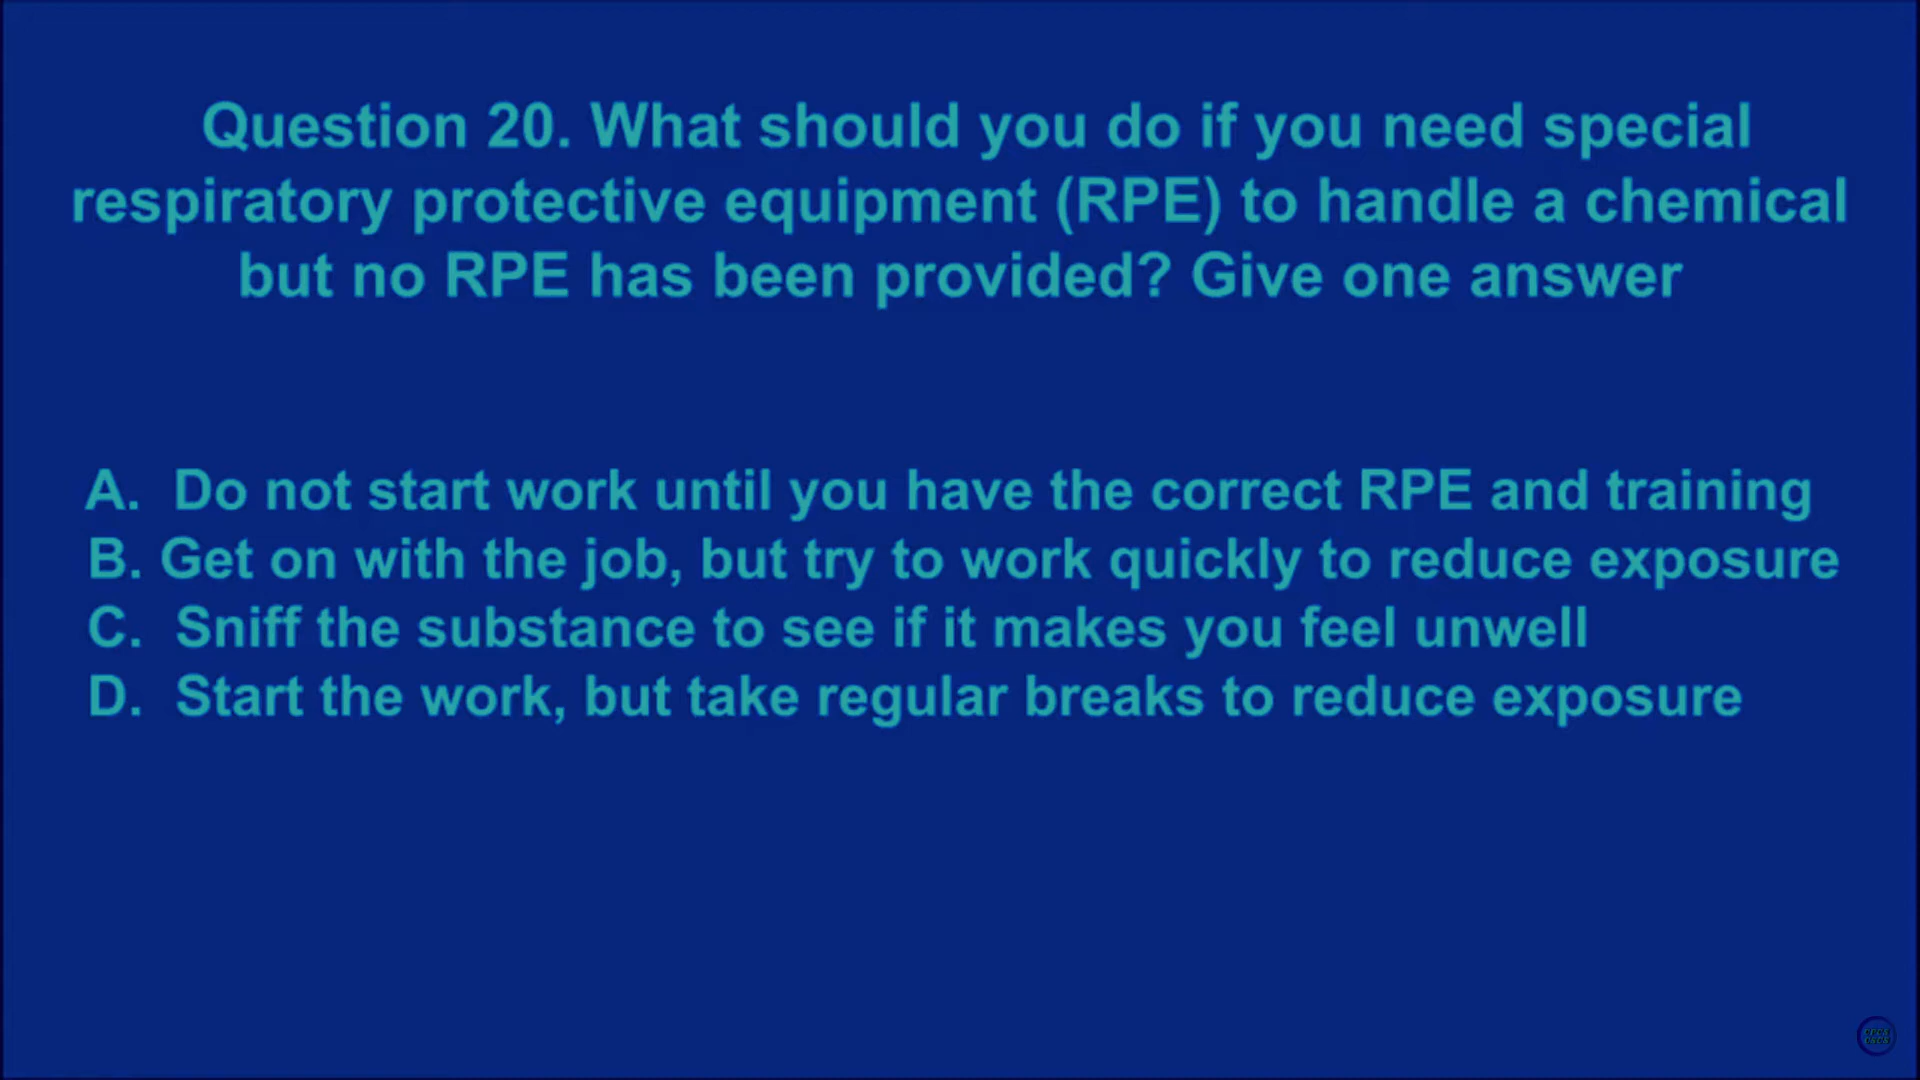 Question 20. What should you do if you need special
respiratory protective equipment (RPE) to handle a chemical
but no RPE has been provided? Give one answer
A. Do not start work until you have the correct RPE and training
B. Get on with the job, but try to work quickly to reduce exposure
C. Sniff the substance to see if it makes you feel unwell
D. Start the work, but take regular breaks to reduce exposure